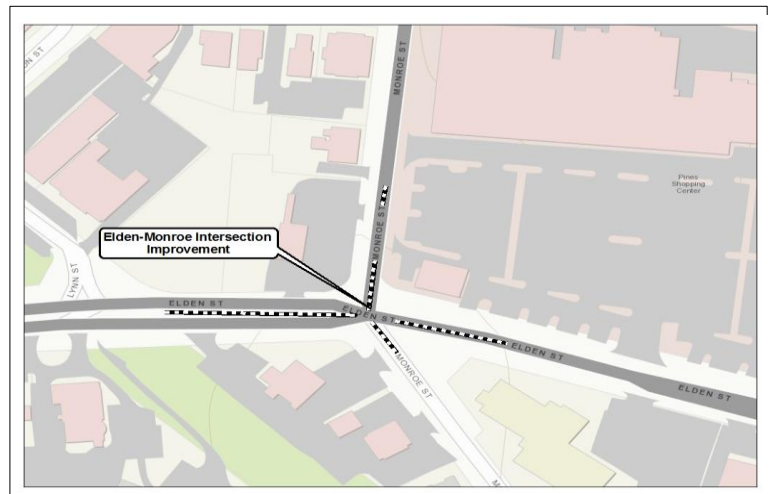 ON ST
MONROE ST
Pines
Shopping
Center
MONROE ST
Elden-Monroe Intersection
Improvement
LYNN ST
ELDEN ST
ELDEN ST
ELDEN ST
MONROE ST
ELDEN ST
M